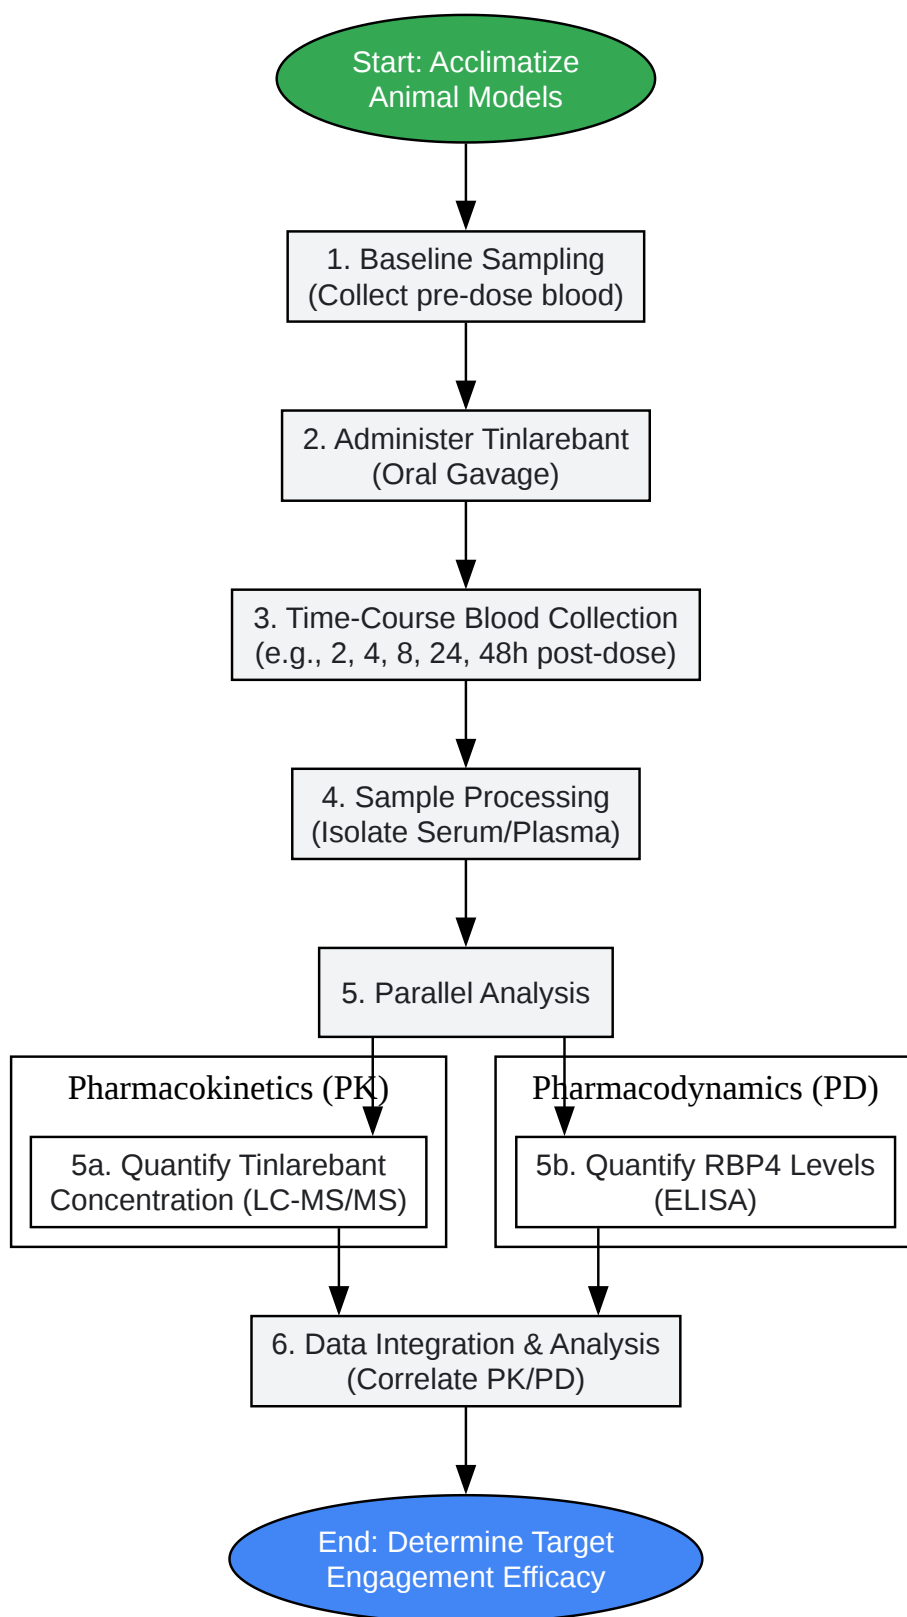 Start: Acclimatize
Animal Models
1. Baseline Sampling
(Collect pre-dose blood)
2. Administer Tinlarebant
(Oral Gavage)
3. Time-Course Blood Collection
(e.g., 2, 4, 8, 24, 48h post-dose)
4. Sample Processing
(Isolate Serum/Plasma)
5. Parallel Analysis
Pharmacokinetics (PK)
5a. Quantify Tinlarebant
Concentration (LC-MS/MS)
Pharmacodynamics (PD)
5b. Quantify RBP4 Levels
(ELISA)
6. Data Integration & Analysis
(Correlate PK/PD)
End: Determine Target
Engagement Efficacy